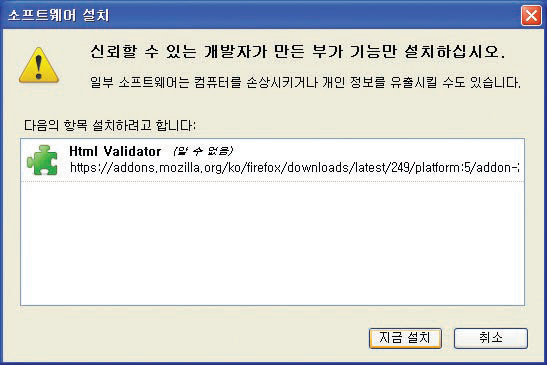 소프트웨어 설치
신뢰할 수 있는 개발자가 만든 부가 기능만 설치하십시오.
일부 소프트웨어는 컴퓨터를 손상시키거나 개인 정보를 유출시킬 수도 있습니다.
다음의 항목 설치하려고 합니다:
Html Validator (알 수 없음)
https://addons.mozilla.org/ko/firefox/downloads/latest/249/platform:5/addon-
지금 설치
취소